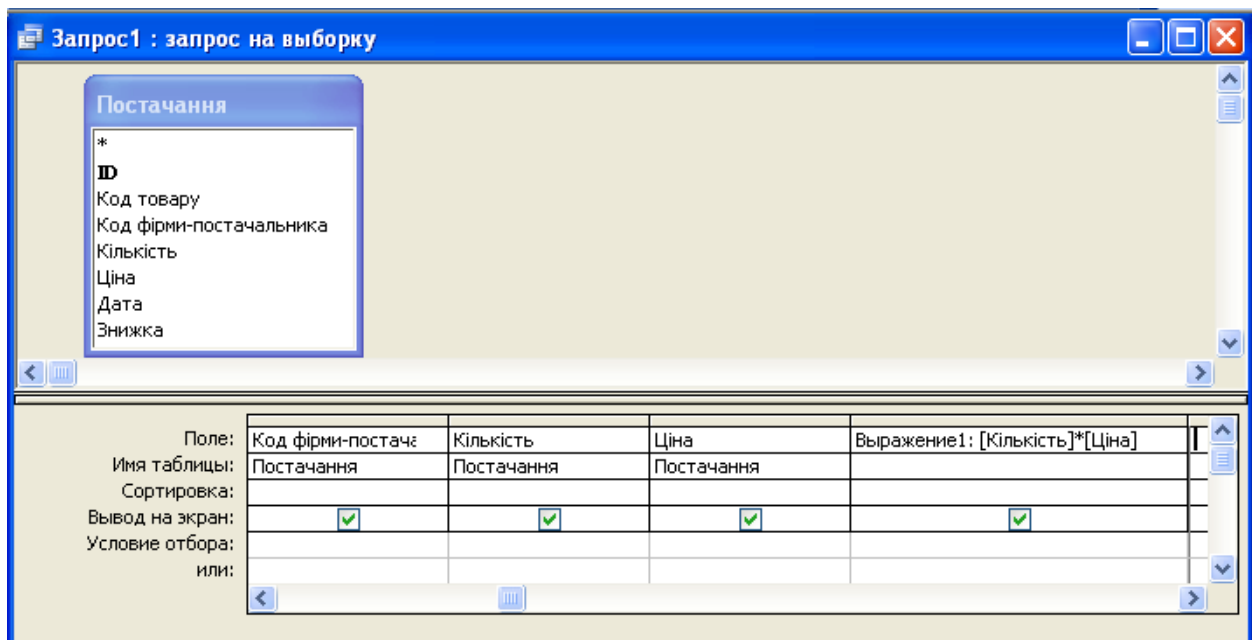 Запрос1 : запрос на выборку
Постачання
*
ID
Код товару
Код фірми-постачальника
Кількість
Ціна
Дата
Знижка
Поле: Код фірми-постача Кількість Ціна Выражение1: [Кількість]*[Ціна]
Имя таблицы: Постачання Постачання Постачання
Сортировка:
Вывод на экран:
Условие отбора:
или: